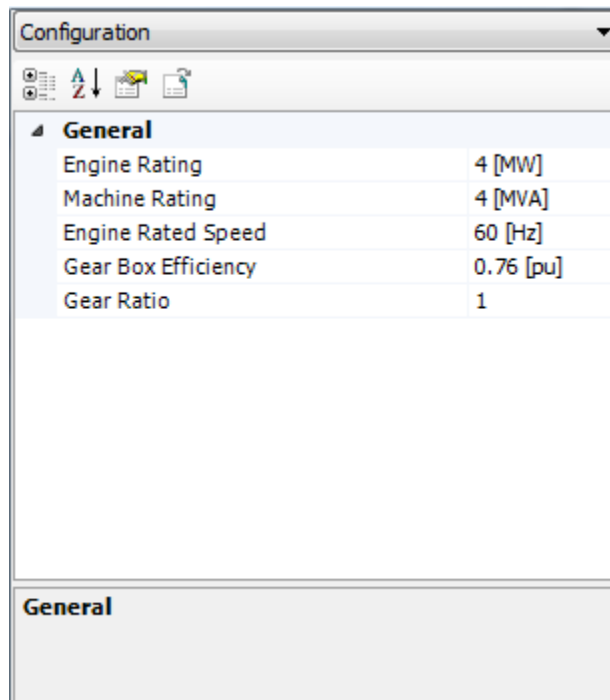 Configuration
General
Engine Rating 4 [MW]
Machine Rating 4 [MVA]
Engine Rated Speed 60 [Hz]
Gear Box Efficiency 0.76 [pu]
Gear Ratio 1
General